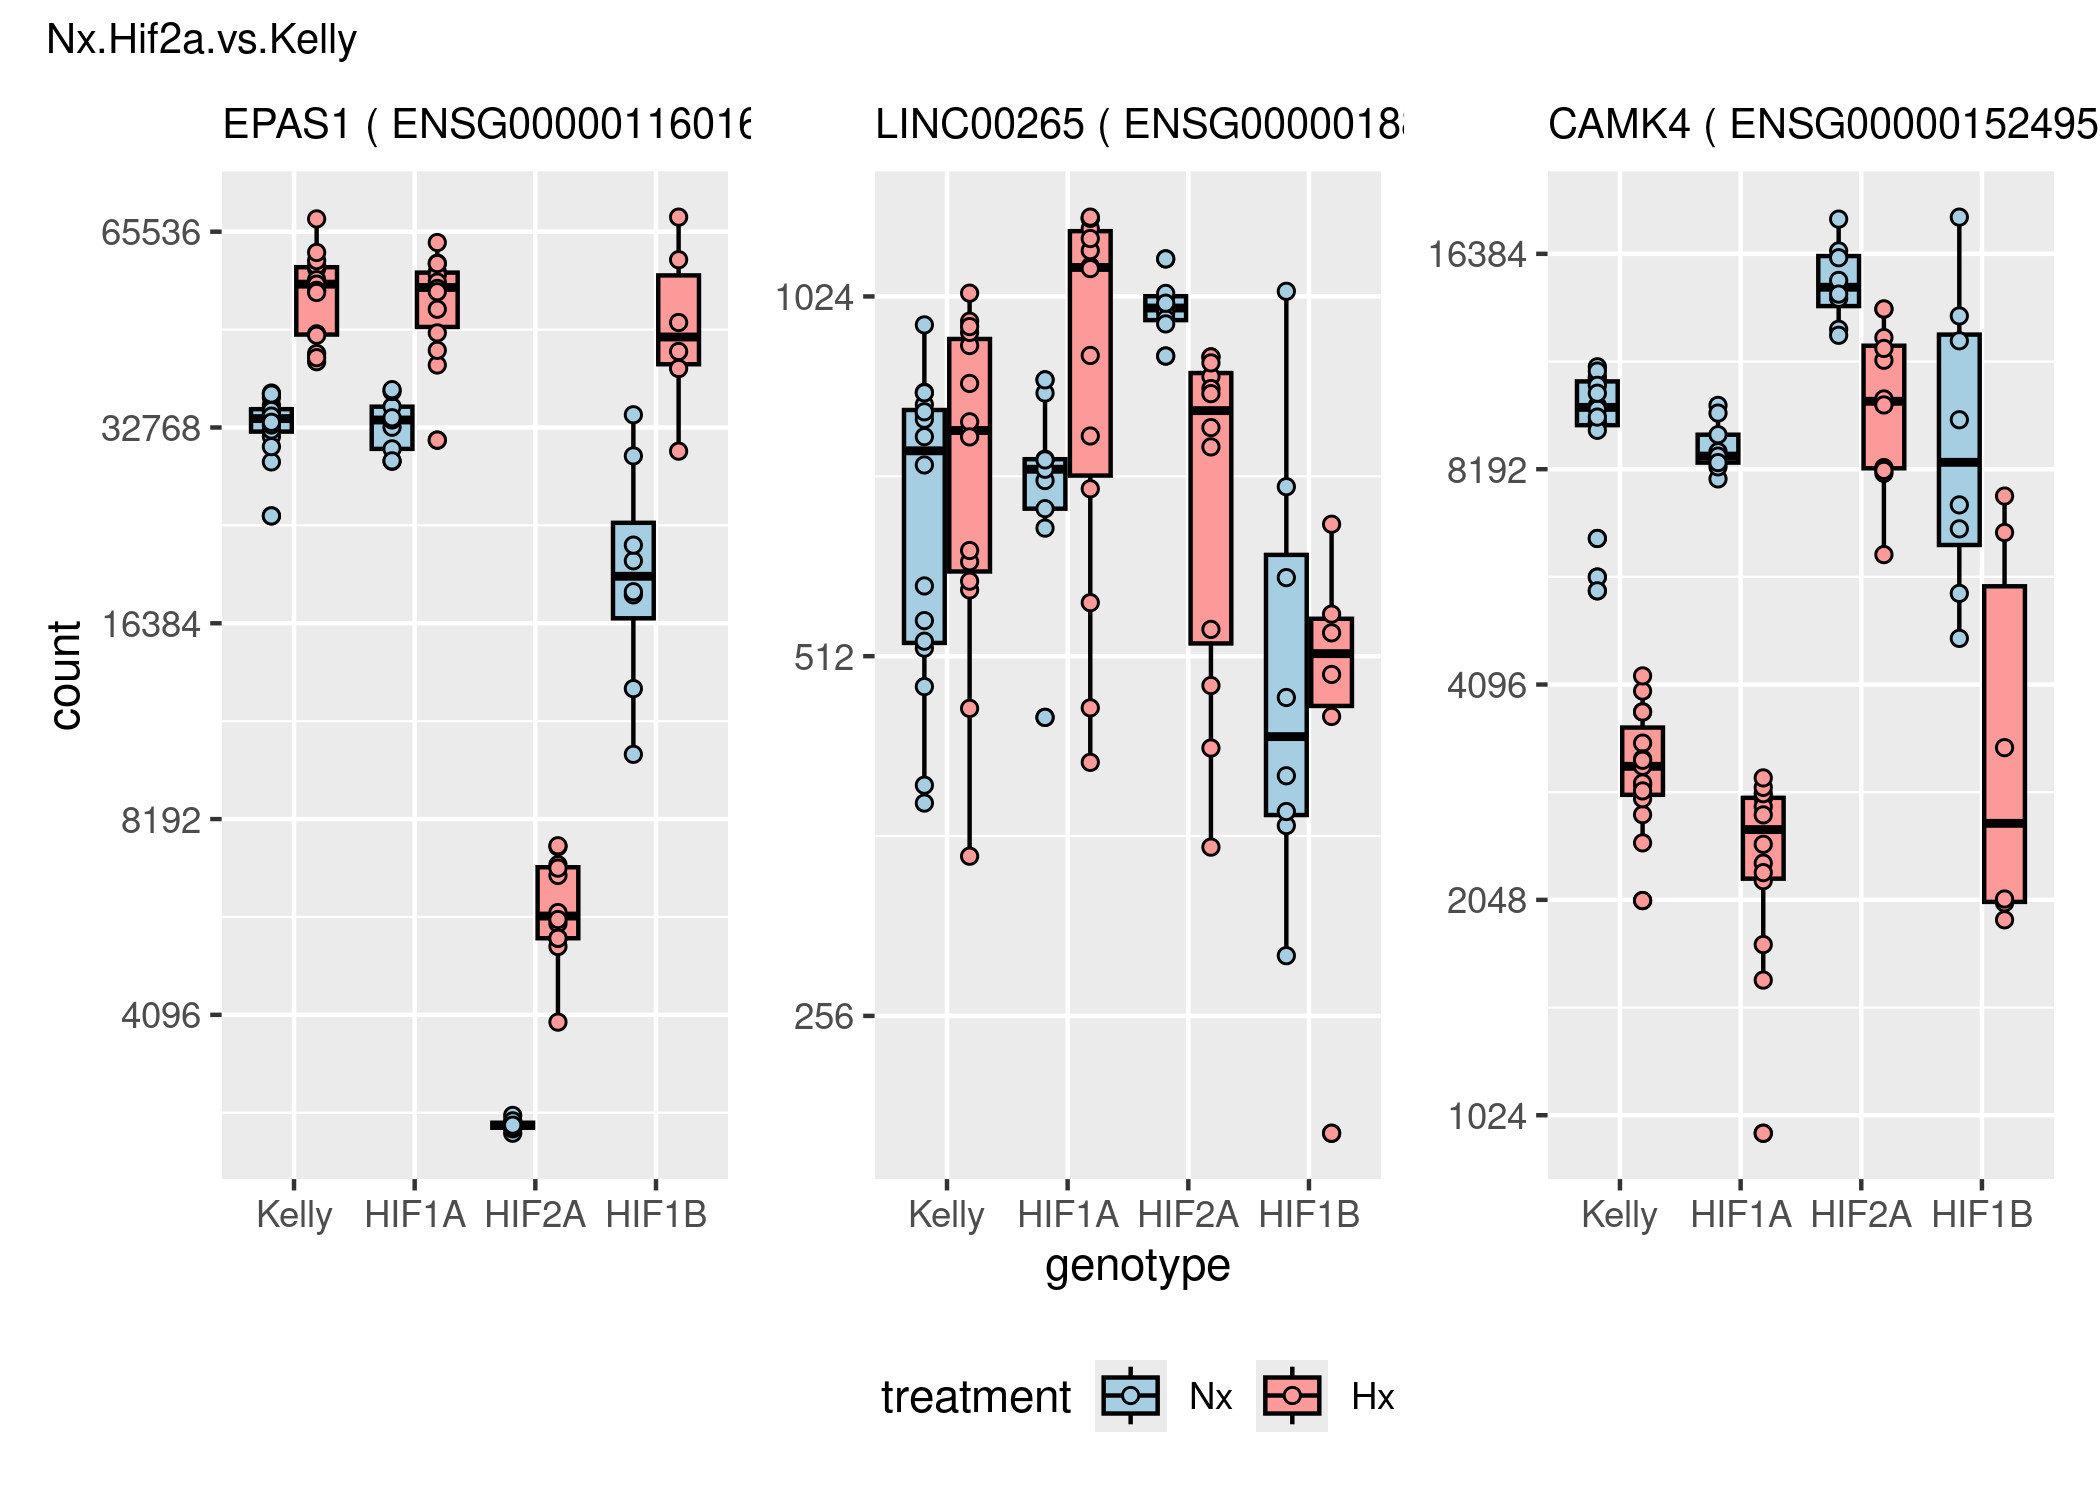 Nx.Hif2a.vs.Kelly
EPAS1 ( ENSG00000116016
LINC00265 ( ENSG0000018
CAMK4 ( ENSG00000152495
count
65536
32768
16384
8192
4096
1024
512
256
16384
8192
4096
2048
1024
Kelly HIF1A HIF2A HIF1B
Kelly HIF1A HIF2A HIF1B
Kelly HIF1A HIF2A HIF1B
genotype
treatment Nx Hx